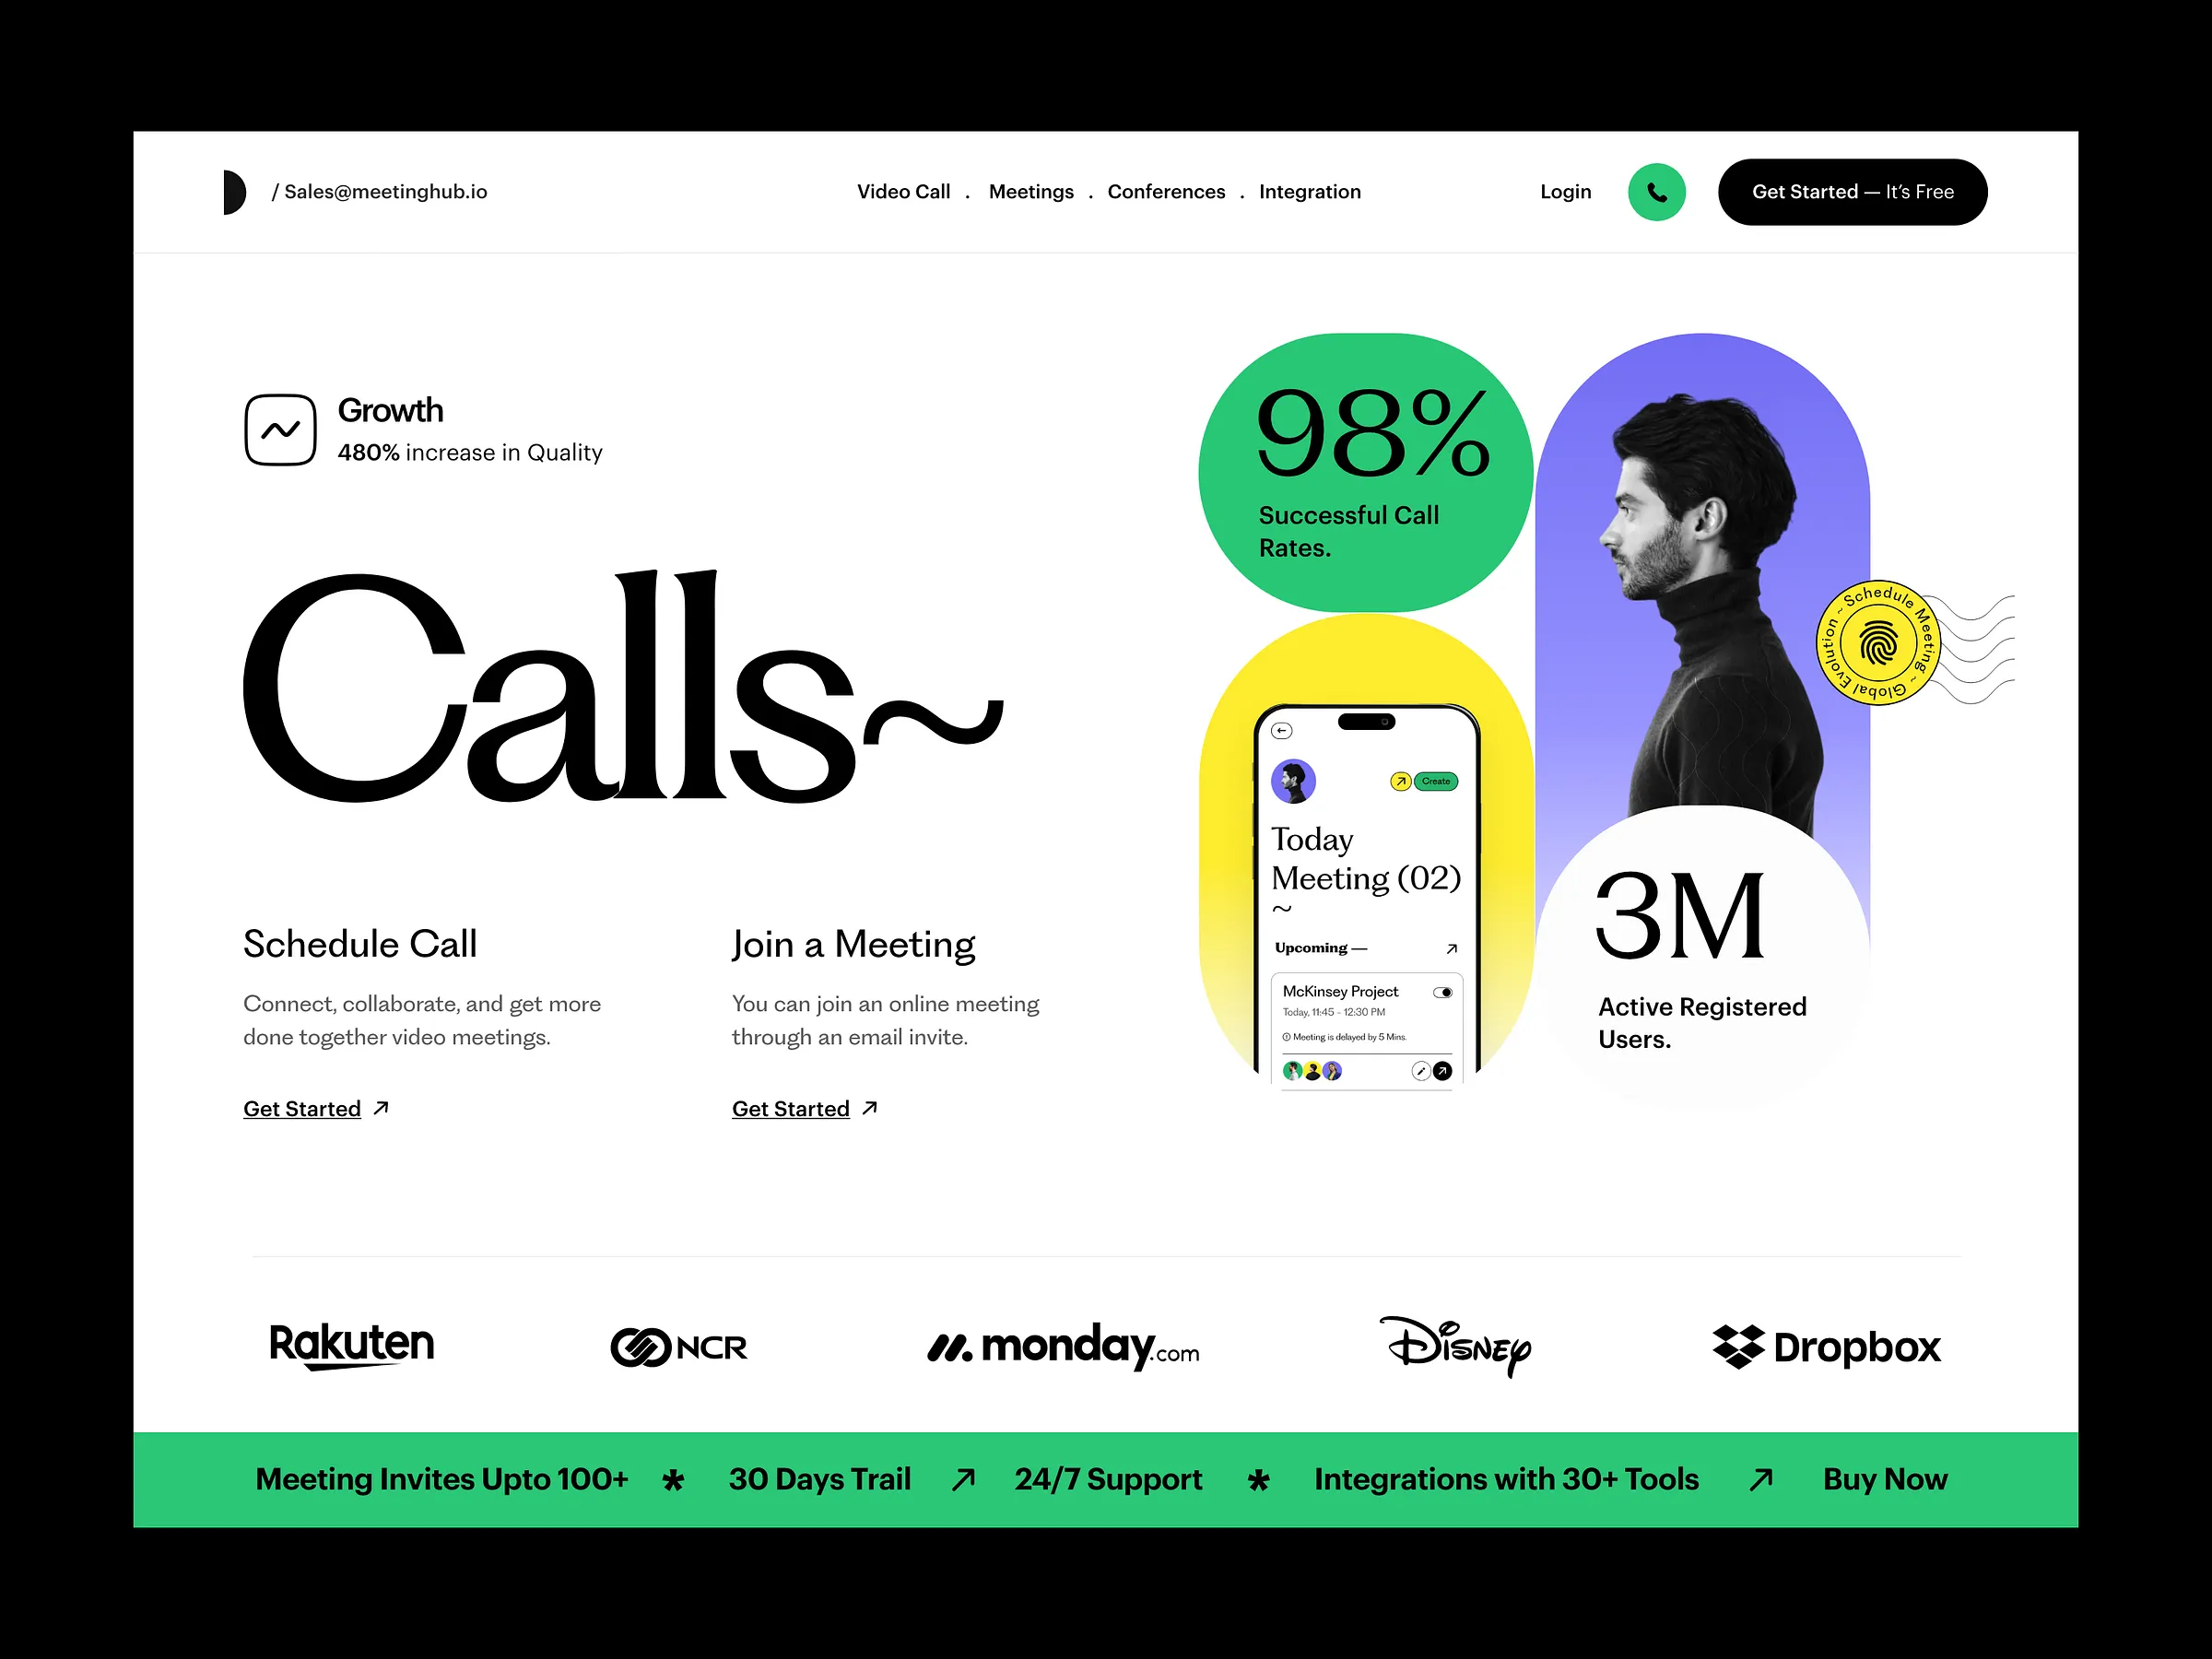 / Sales@meetinghub.io
Video Call . Meetings . Conferences . Integration
Login
Get Started — It's Free
Growth
480% increase in Quality
Calls~
Schedule Call
Connect, collaborate, and get more
done together video meetings.
Get Started ↗
Join a Meeting
You can join an online meeting
through an email invite.
Get Started ↗
98%
Successful Call
Rates.
Create
Today
Meeting (02)
~
Upcoming —
McKinsey Project
Today, 11:45 - 12:30 PM
Meeting is delayed by 5 Mins.
~ Schedule Meeting ~ Global Evolution
3M
Active Registered
Users.
Rakuten
NCR
monday.com
Disney
Dropbox
Meeting Invites Upto 100+ * 30 Days Trail ↗ 24/7 Support * Integrations with 30+ Tools ↗ Buy Now